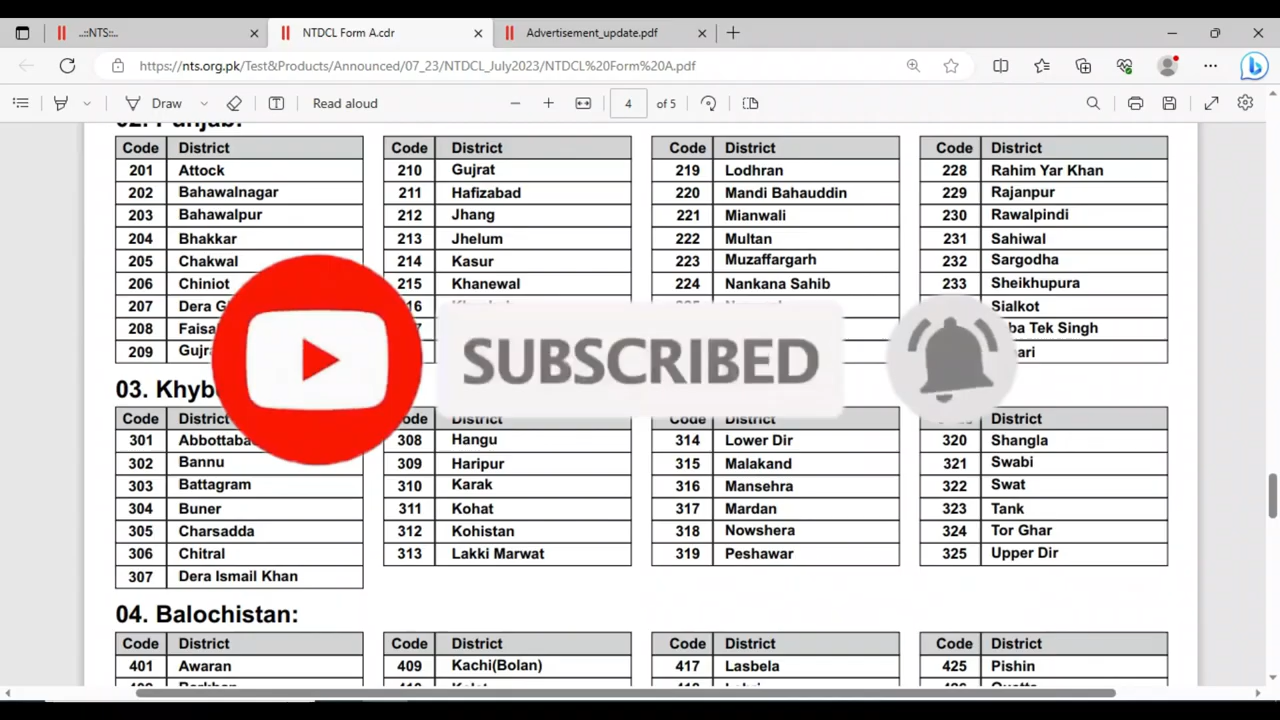 ..::NTS::..
NTDCL Form A.cdr
Advertisement_update.pdf
https://nts.org.pk/Test&Products/Announced/07_23/NTDCL_July2023/NTDCL%20Form%20A.pdf
Draw
Read aloud
4 of 5
02. Punjab:
Code District Code District Code District Code District
201 Attock 210 Gujrat 219 Lodhran 228 Rahim Yar Khan
202 Bahawalnagar 211 Hafizabad 220 Mandi Bahauddin 229 Rajanpur
203 Bahawalpur 212 Jhang 221 Mianwali 230 Rawalpindi
204 Bhakkar 213 Jhelum 222 Multan 231 Sahiwal
205 Chakwal 214 Kasur 223 Muzaffargarh 232 Sargodha
206 Chiniot 215 Khanewal 224 Nankana Sahib 233 Sheikhupura
207 Dera Sialkot
208 Tek Singh
209
SUBSCRIBED
03.
Code District Code District Code District District
301 308 Hangu 314 Lower Dir 320 Shangla
302 Bannu 309 Haripur 315 Malakand 321 Swabi
303 Battagram 310 Karak 316 Mansehra 322 Swat
304 Buner 311 Kohat 317 Mardan 323 Tank
305 Charsadda 312 Kohistan 318 Nowshera 324 Tor Ghar
306 Chitral 313 Lakki Marwat 319 Peshawar 325 Upper Dir
307 Dera Ismail Khan
04. Balochistan:
Code District Code District Code District Code District
401 Awaran 409 Kachi(Bolan) 417 Lasbela 425 Pishin